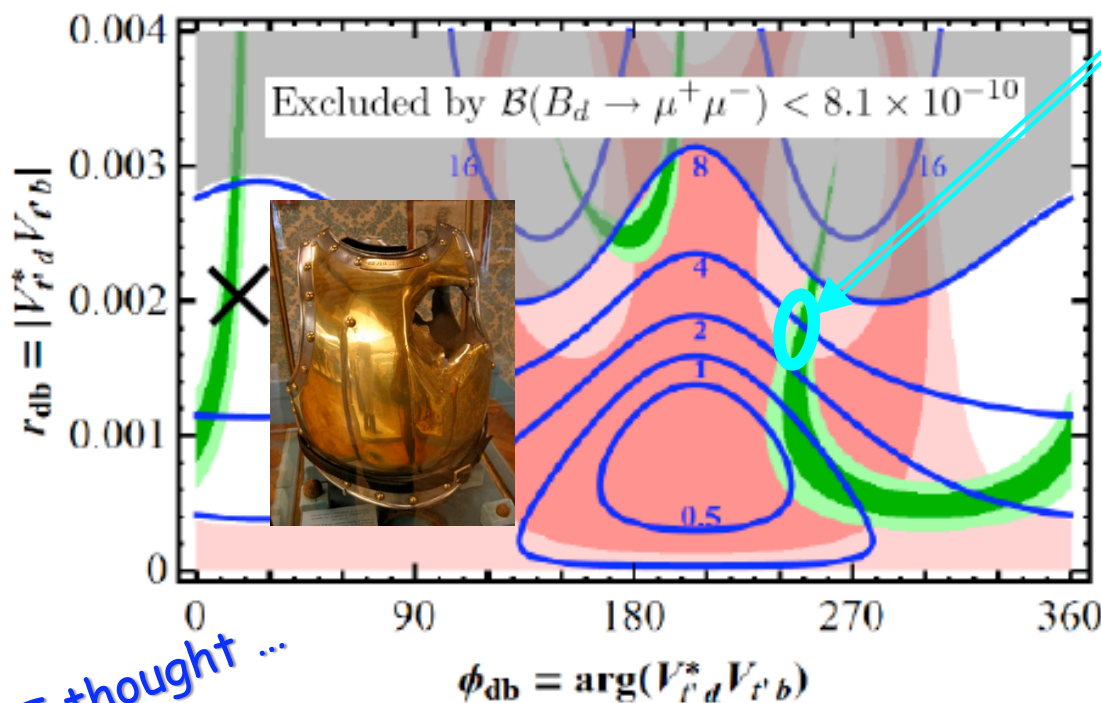 0.004
Excluded by B(B_d → μ⁺μ⁻) < 8.1 × 10⁻¹⁰
0.003
16
8
16
4
0.002
2
1
0.001
0.5
0
r_db = |V*_t'd V_t'b|
0 90 180 270 360
thought ...
ϕ_db = arg(V*_t'd V_t'b)